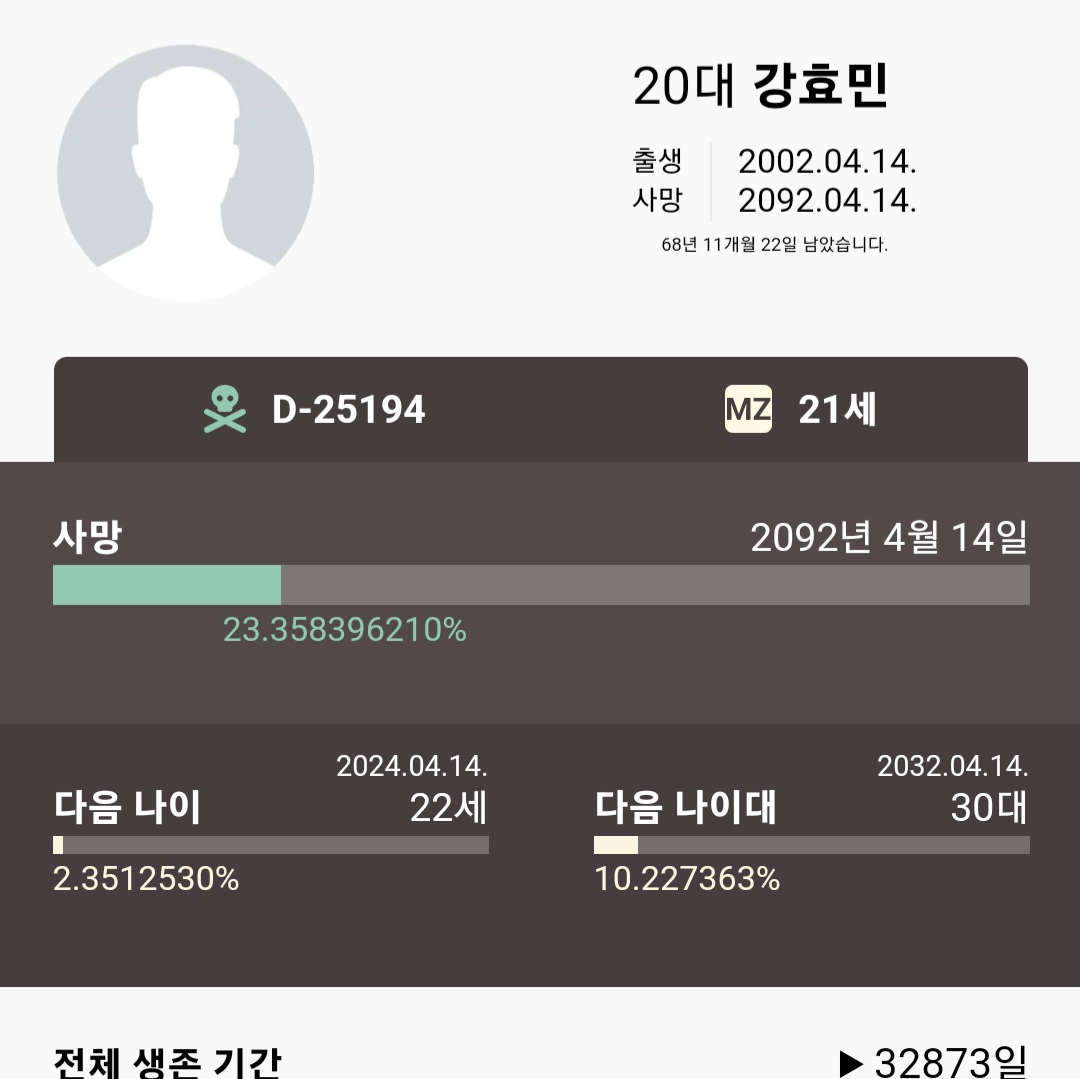 20대 강효민
출생 2002.04.14.
사망 2092.04.14.
68년 11개월 22일 남았습니다.
D-25194
MZ 21세
사망 2092년 4월 14일
23.358396210%
2024.04.14.
다음 나이 22세
2.3512530%
2032.04.14.
다음 나이대 30대
10.227363%
전체 생존 기간 ▶ 32873일